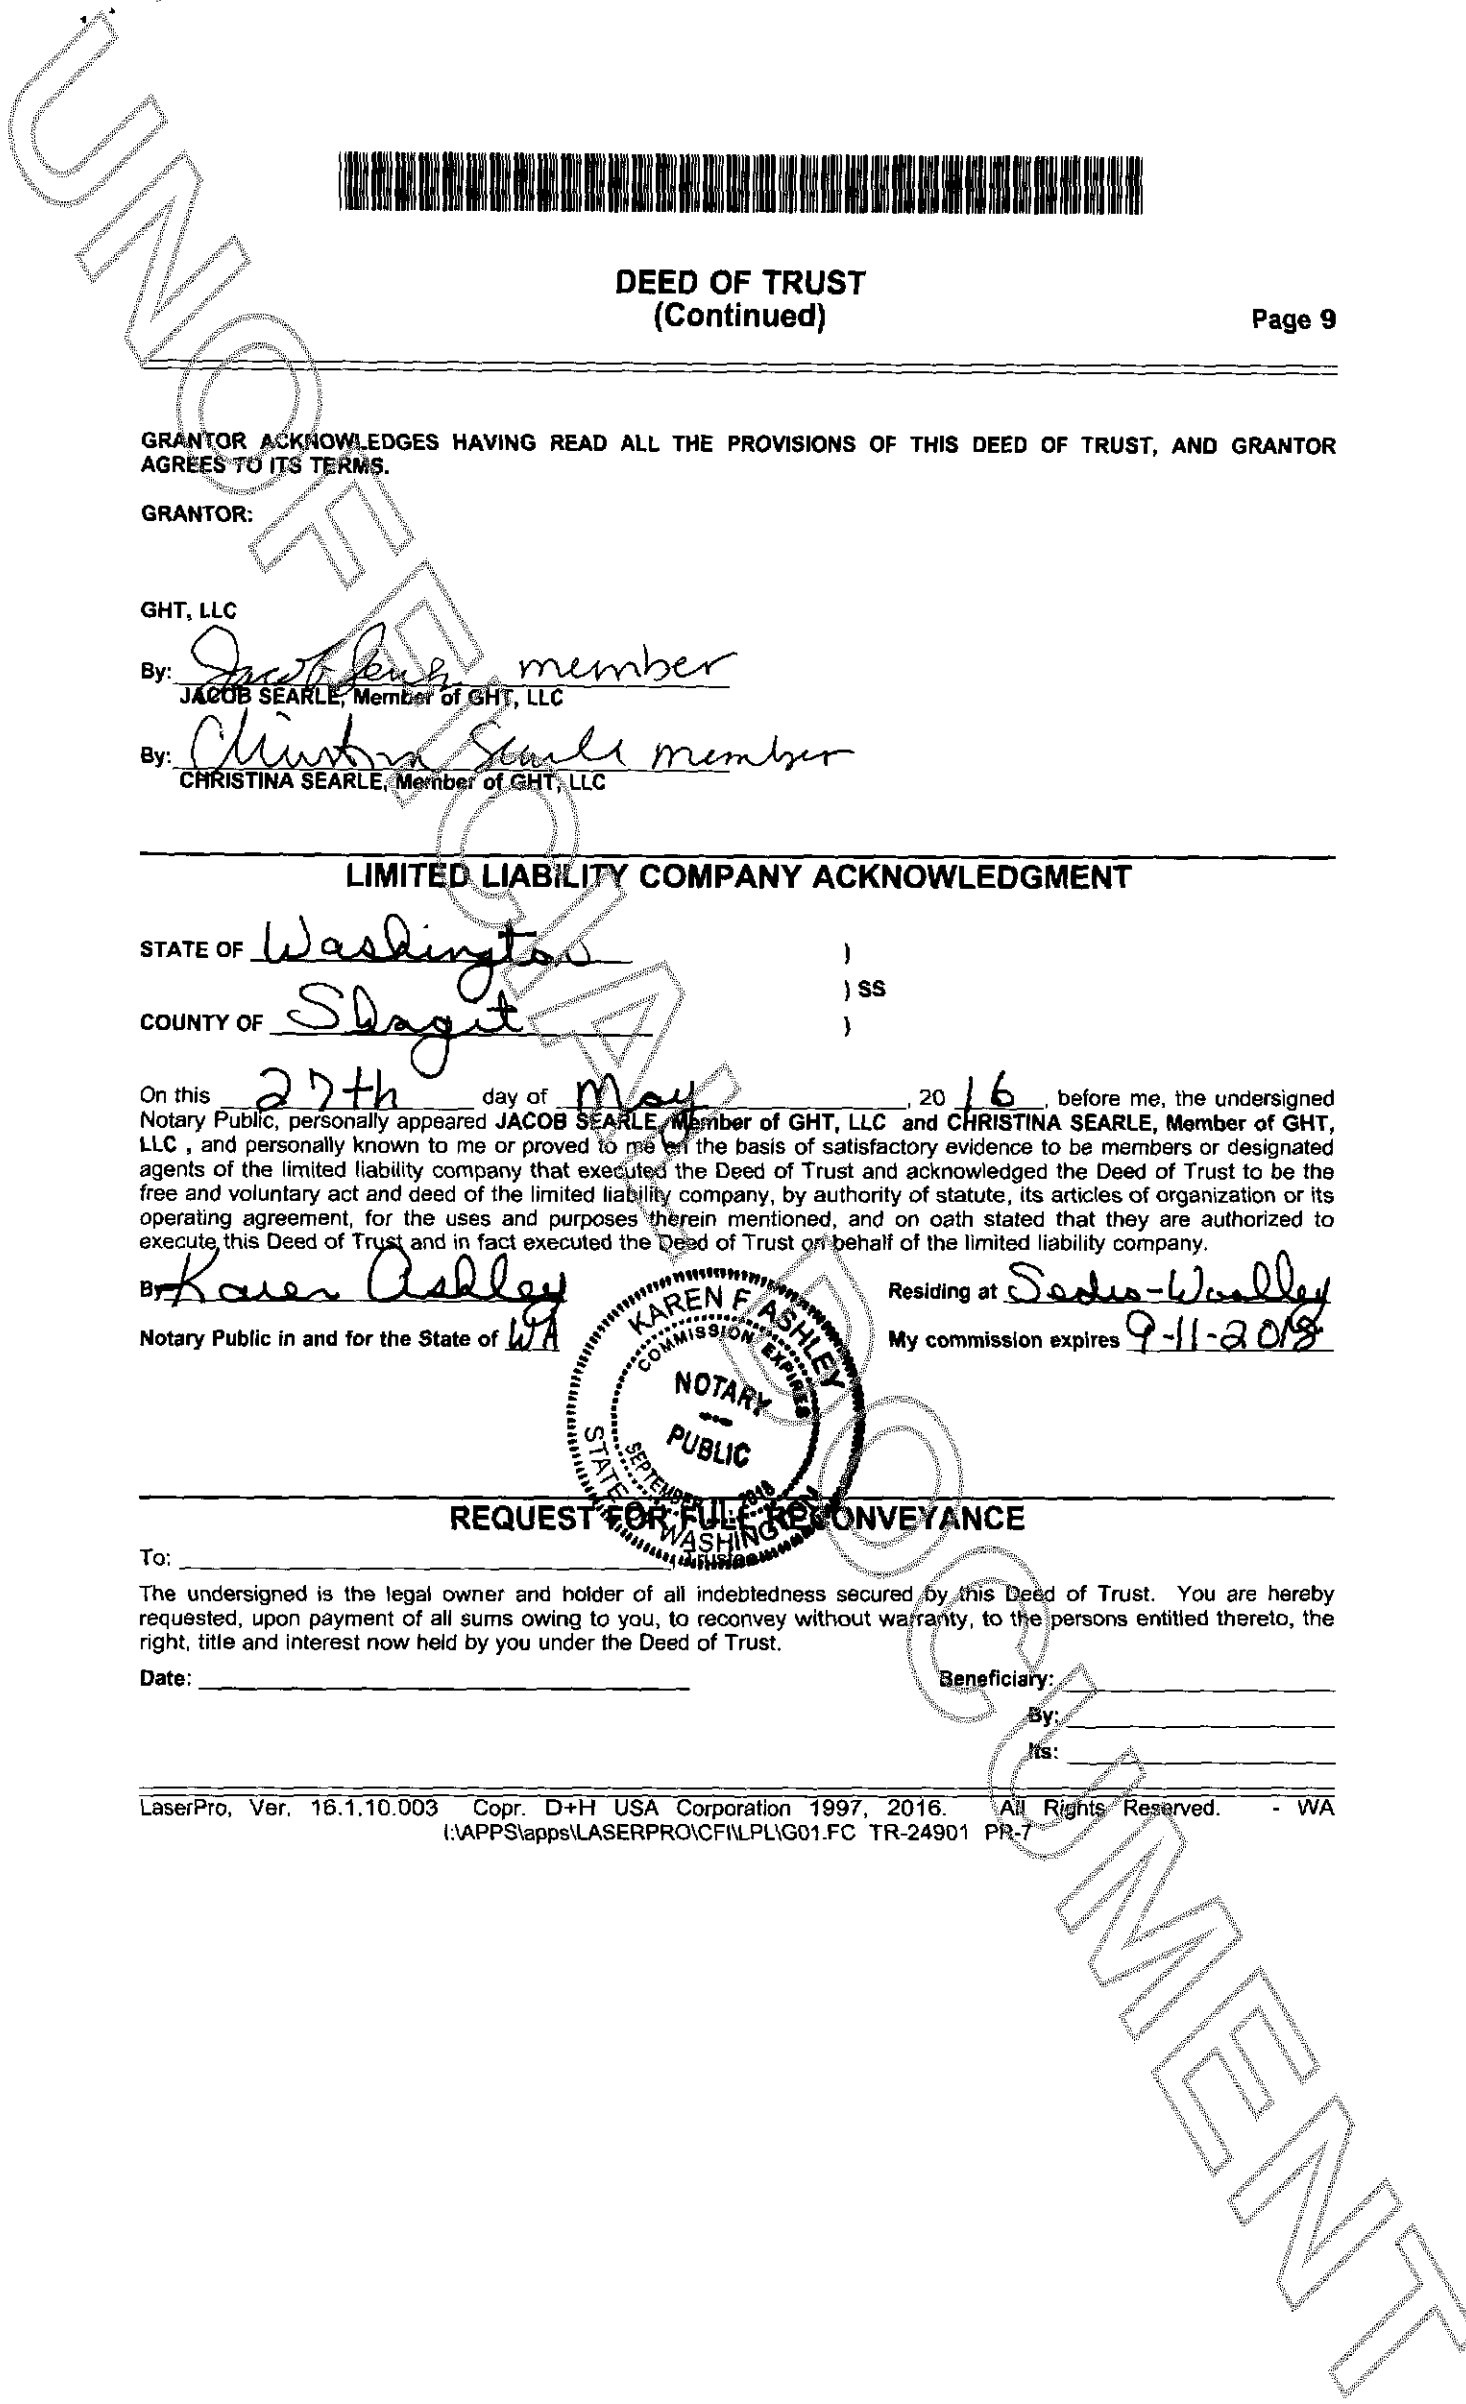 DEED OF TRUST
(Continued)
Page 9
GRANTOR ACKNOWLEDGES HAVING READ ALL THE PROVISIONS OF THIS DEED OF TRUST, AND GRANTOR
AGREES TO ITS TERMS.
GRANTOR:
GHT, LLC
By: Jacob Searle member
JACOB SEARLE, Member of GHT, LLC
By: Christina Searle member
CHRISTINA SEARLE, Member of GHT, LLC
LIMITED LIABILITY COMPANY ACKNOWLEDGMENT
STATE OF Washington )
) SS
COUNTY OF Skagit )
On this 27th day of May, 20 16, before me, the undersigned
Notary Public, personally appeared JACOB SEARLE, Member of GHT, LLC and CHRISTINA SEARLE, Member of GHT,
LLC , and personally known to me or proved to me on the basis of satisfactory evidence to be members or designated
agents of the limited liability company that executed the Deed of Trust and acknowledged the Deed of Trust to be the
free and voluntary act and deed of the limited liability company, by authority of statute, its articles of organization or its
operating agreement, for the uses and purposes therein mentioned, and on oath stated that they are authorized to
execute this Deed of Trust and in fact executed the Deed of Trust on behalf of the limited liability company.
By Karen Ashley Residing at Sedro-Woolley
Notary Public in and for the State of WA My commission expires 9-11-2018
KAREN F ASHLEY
COMMISSION EXPIRES
NOTARY
PUBLIC
SEPTEMBER 2018
STATE OF WASHINGTON
REQUEST FOR FULL RECONVEYANCE
To: , Trustee
The undersigned is the legal owner and holder of all indebtedness secured by this Deed of Trust. You are hereby
requested, upon payment of all sums owing to you, to reconvey without warranty, to the persons entitled thereto, the
right, title and interest now held by you under the Deed of Trust.
Date: Beneficiary:
By:
Its:
LaserPro, Ver. 16.1.10.003 Copr. D+H USA Corporation 1997, 2016. All Rights Reserved. - WA
I:\APPS\apps\LASERPRO\CFI\LPL\G01.FC TR-24901 PR-7
UNOFFICIAL DOCUMENT